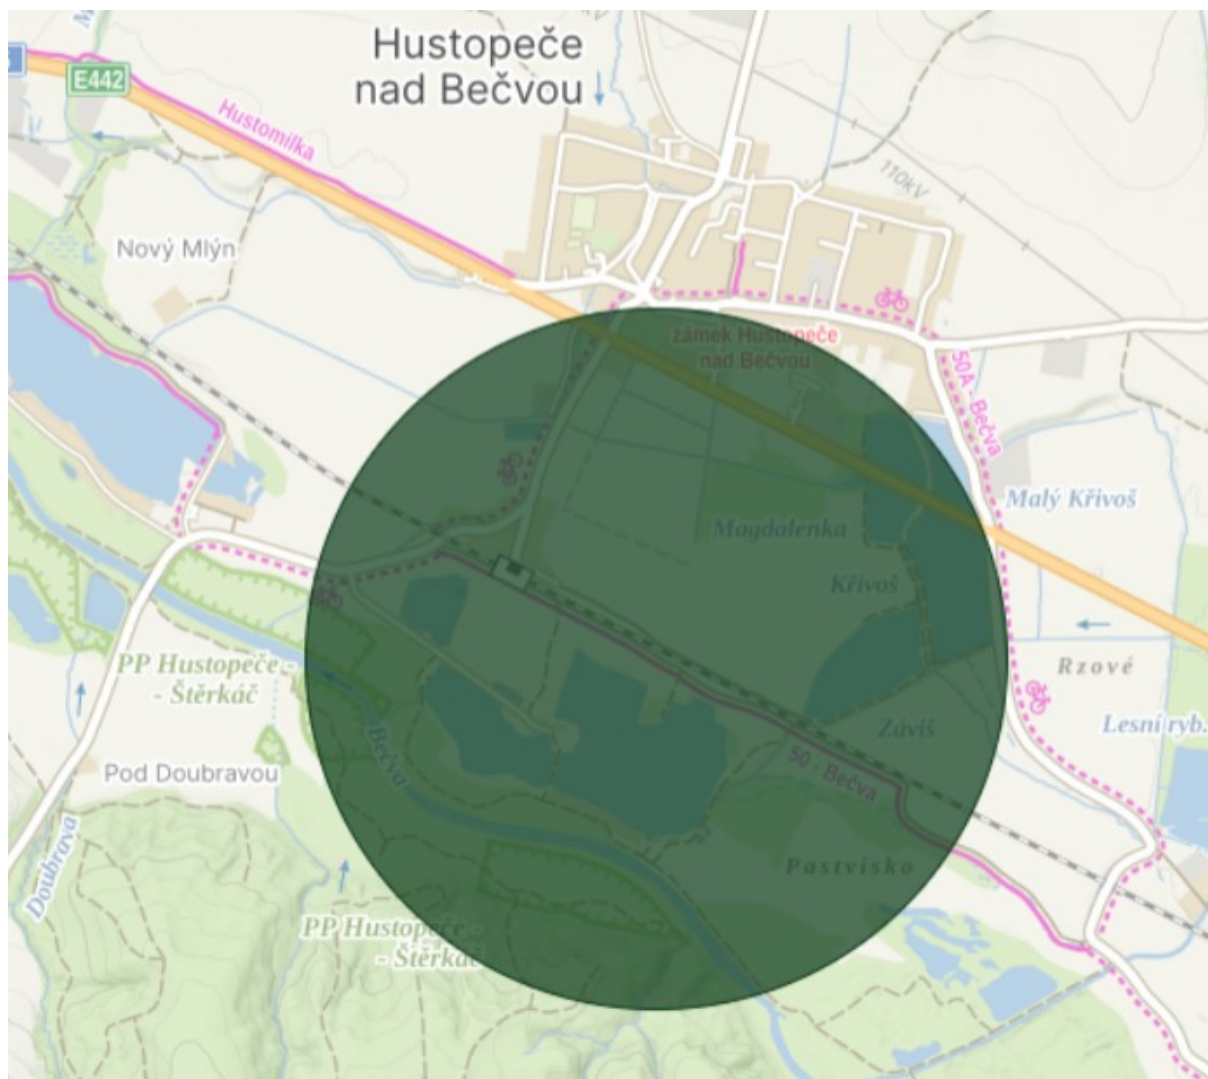 Hustopeče
nad Bečvou
E442
Hustomilka
110kV
Nový Mlýn
zámek Hustopeče
nad Bečvou
50A - Bečva
Malý Křivoš
Magdalenka
Křivoš
PP Hustopeče -
- Štěrkáč
Rzové
Lesní ryb.
Záviš
Bečva
50 - Bečva
Pod Doubravou
Doubrava
Pastvisko
PP Hustopeče -
- Štěrkáč